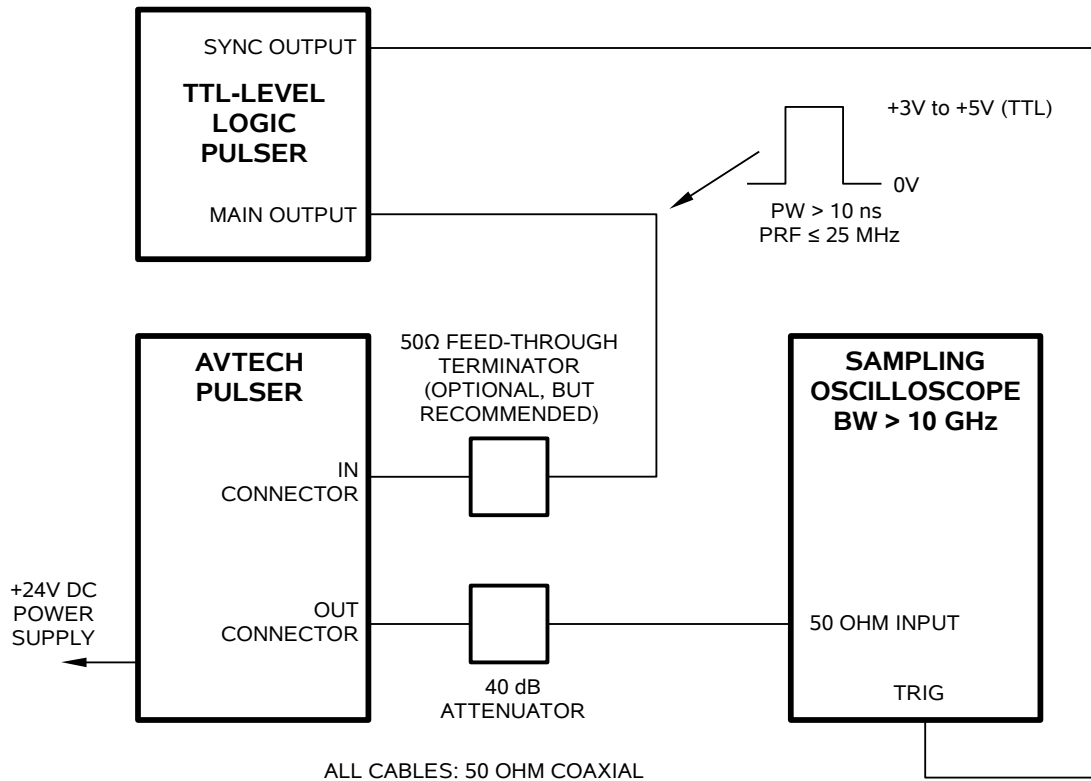 SYNC OUTPUT
TTL-LEVEL
LOGIC
PULSER
MAIN OUTPUT
+3V to +5V (TTL)
0V
PW > 10 ns
PRF ≤ 25 MHz
AVTECH
PULSER
IN
CONNECTOR
OUT
CONNECTOR
50Ω FEED-THROUGH
TERMINATOR
(OPTIONAL, BUT
RECOMMENDED)
SAMPLING
OSCILLOSCOPE
BW > 10 GHz
50 OHM INPUT
TRIG
+24V DC
POWER
SUPPLY
40 dB
ATTENUATOR
ALL CABLES: 50 OHM COAXIAL